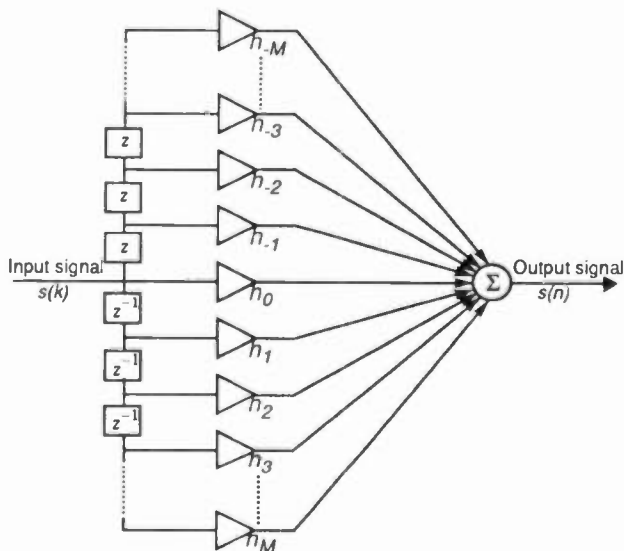 h₋M
h₋3
z
h₋2
z
h₋1
z
Input signal
s(k)
h₀
Σ
Output signal
s(n)
z⁻¹
h₁
z⁻¹
h₂
z⁻¹
h₃
hM